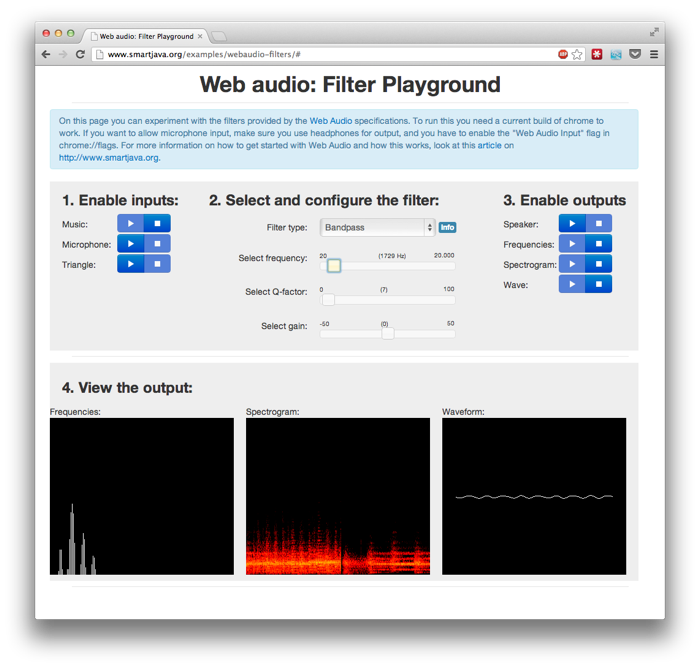 Web audio: Filter Playground
www.smartjava.org/examples/webaudio-filters/#
Web audio: Filter Playground
On this page you can experiment with the filters provided by the Web Audio specifications. To run this you need a current build of chrome to
work. If you want to allow microphone input, make sure you use headphones for output, and you have to enable the "Web Audio Input" flag in
chrome://flags. For more information on how to get started with Web Audio and how this works, look at this article on
http://www.smartjava.org.
1. Enable inputs:
Music:
Microphone:
Triangle:
2. Select and configure the filter:
Filter type: Bandpass Info
Select frequency: 20 (1729 Hz) 20.000
Select Q-factor: 0 (7) 100
Select gain: -50 (0) 50
3. Enable outputs
Speaker:
Frequencies:
Spectrogram:
Wave:
4. View the output:
Frequencies: Spectrogram: Waveform: